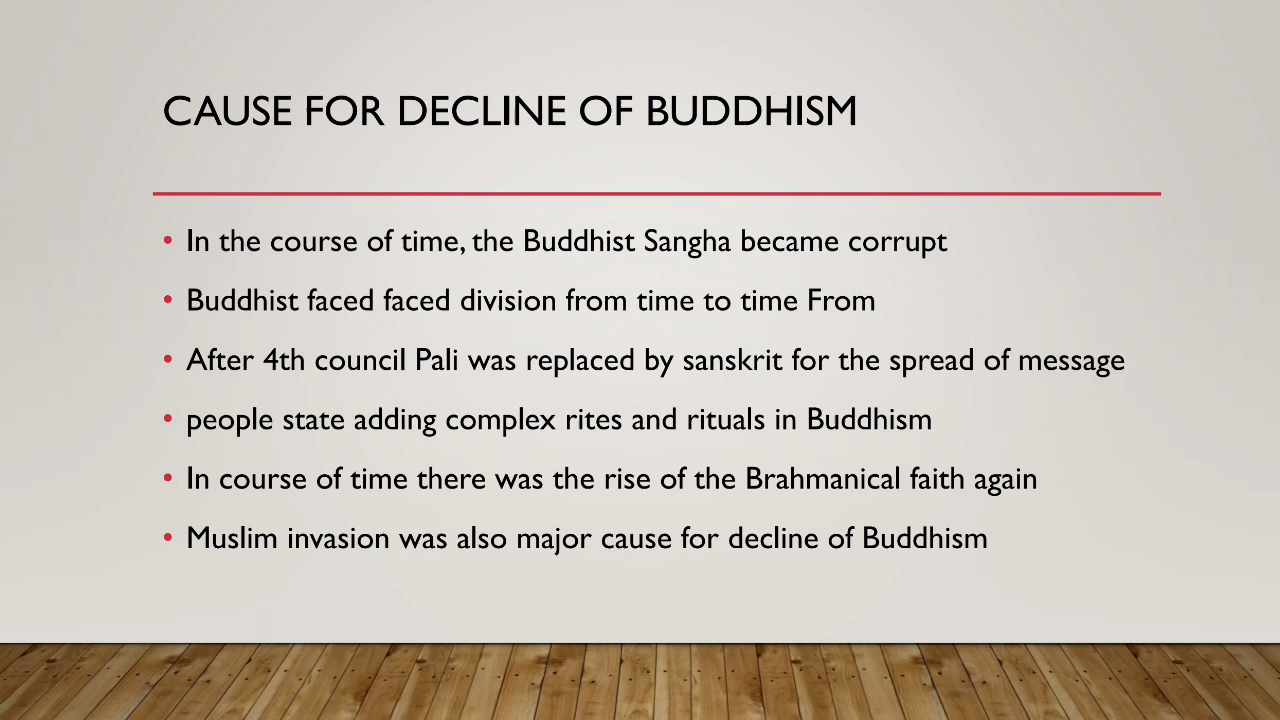 CAUSE FOR DECLINE OF BUDDHISM
• In the course of time, the Buddhist Sangha became corrupt
• Buddhist faced faced division from time to time From
• After 4th council Pali was replaced by sanskrit for the spread of message
• people state adding complex rites and rituals in Buddhism
• In course of time there was the rise of the Brahmanical faith again
• Muslim invasion was also major cause for decline of Buddhism